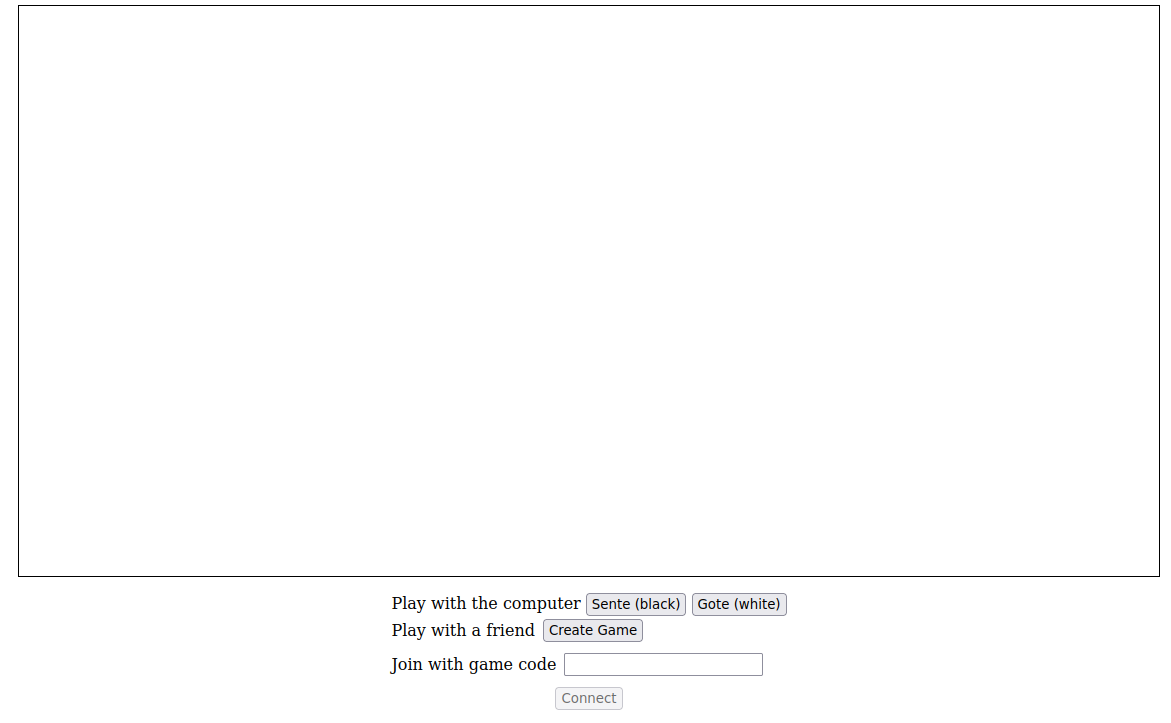 Play with the computer Sente (black) Gote (white)
Play with a friend Create Game
Join with game code
Connect